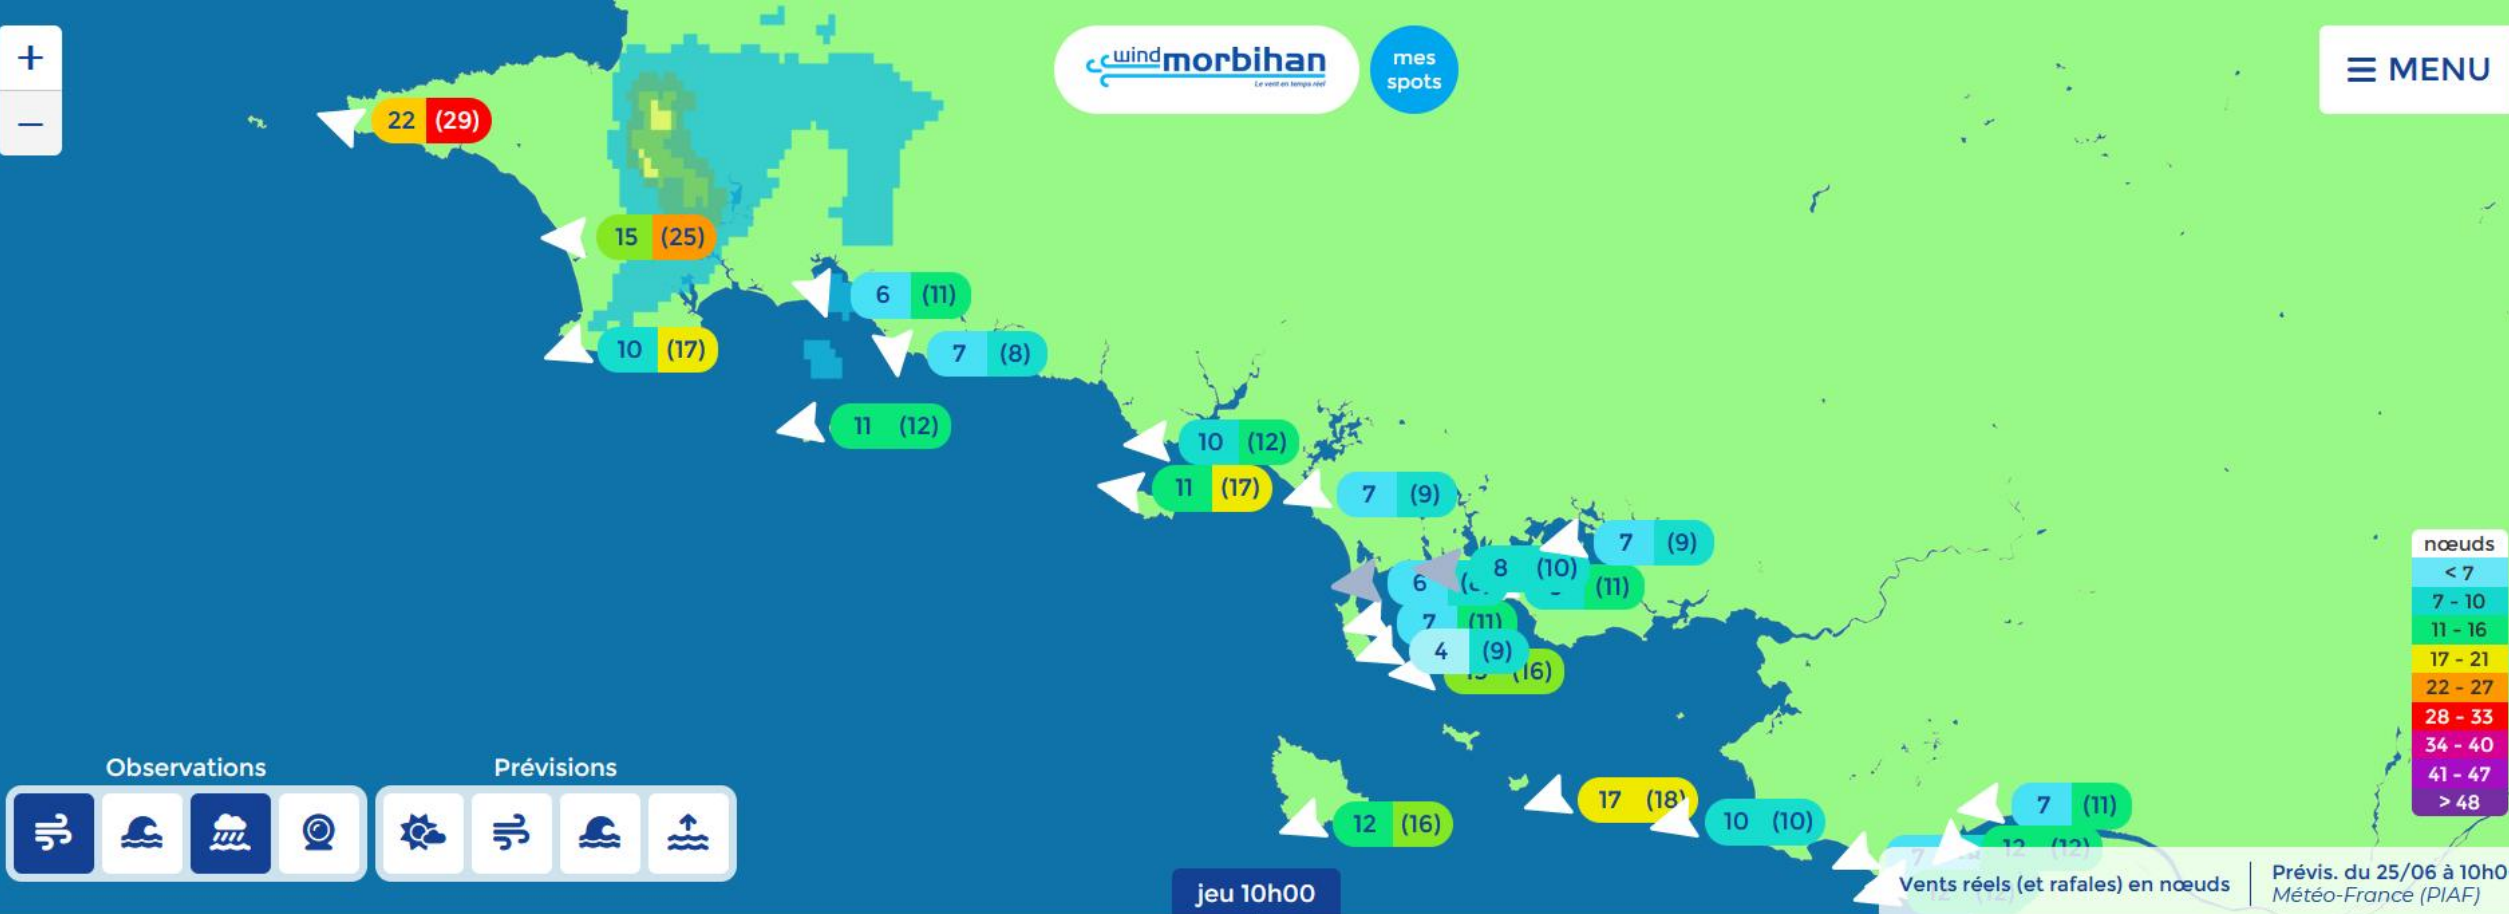 +
−
wind morbihan
Le vent en temps réel
mes
spots
☰ MENU
22 (29)
15 (25)
6 (11)
10 (17)
7 (8)
11 (12)
10 (12)
11 (17)
7 (9)
7 (9)
8 (10)
6
(11)
7 (11)
4 (9)
(16)
nœuds
< 7
7 - 10
11 - 16
17 - 21
22 - 27
28 - 33
34 - 40
41 - 47
> 48
17 (18)
12 (16)
10 (10)
7 (11)
12 (12)
7
Observations
Prévisions
jeu 10h00
Vents réels (et rafales) en nœuds
Prévis. du 25/06 à 10h0
Météo-France (PIAF)